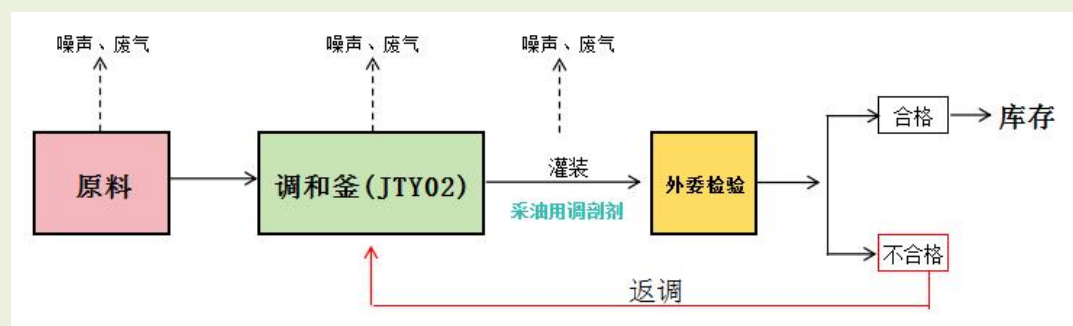 噪声、废气
噪声、废气
噪声、废气
原料
调和釜(JTY02)
灌装
采油用调剖剂
外委检验
合格
库存
不合格
返调